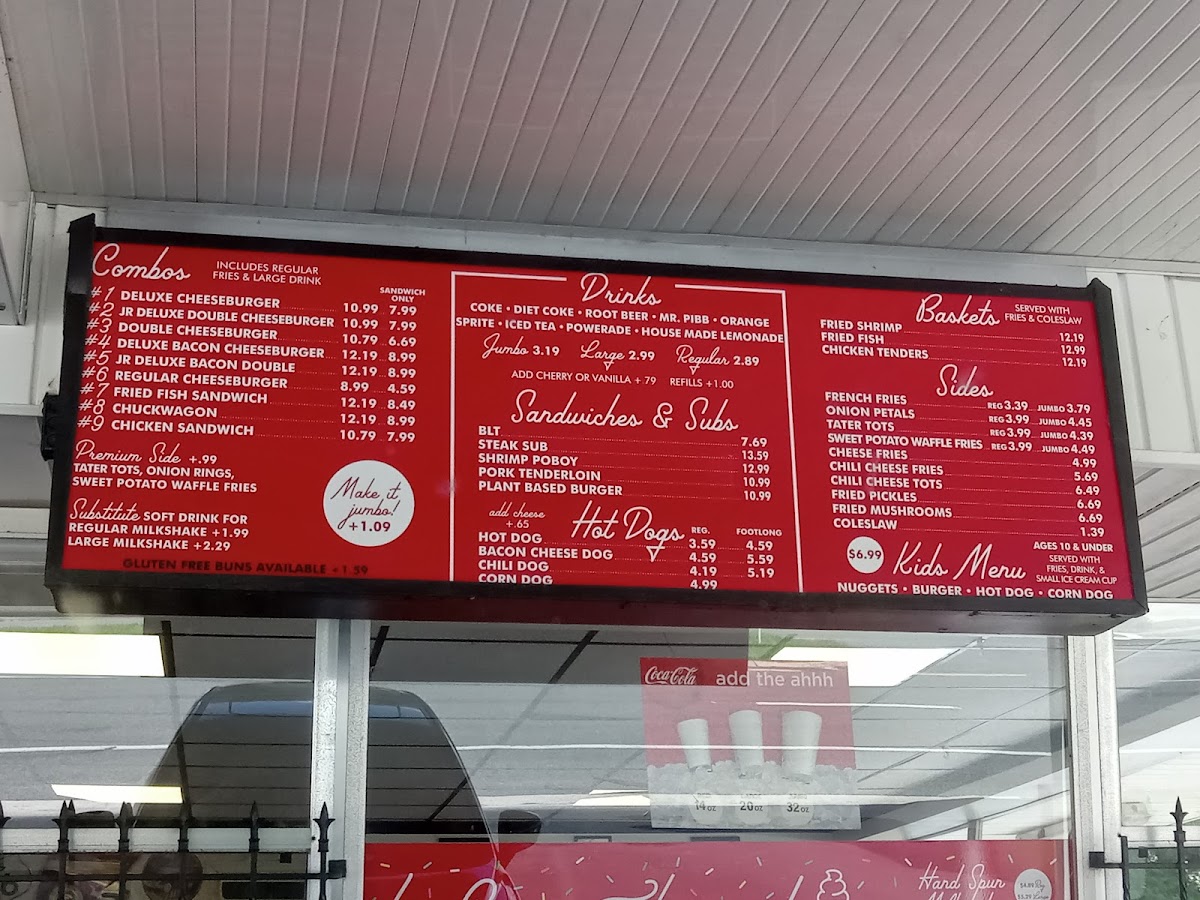 Combos
INCLUDES REGULAR
FRIES & LARGE DRINK
SANDWICH
ONLY
#1 DELUXE CHEESEBURGER 10.99 7.99
#2 JR DELUXE DOUBLE CHEESEBURGER 10.99 7.99
#3 DOUBLE CHEESEBURGER 10.79 6.69
#4 DELUXE BACON CHEESEBURGER 12.19 8.99
#5 JR DELUXE BACON DOUBLE 12.19 8.99
#6 REGULAR CHEESEBURGER 8.99 4.59
#7 FRIED FISH SANDWICH 12.19 8.49
#8 CHUCKWAGON 12.19 8.99
#9 CHICKEN SANDWICH 10.79 7.99
Premium Side +.99
TATER TOTS, ONION RINGS,
SWEET POTATO WAFFLE FRIES
Substitute SOFT DRINK FOR
REGULAR MILKSHAKE +1.99
LARGE MILKSHAKE +2.29
Make it
jumbo!
+1.09
GLUTEN FREE BUNS AVAILABLE +1.59
Drinks
COKE • DIET COKE • ROOT BEER • MR. PIBB • ORANGE
SPRITE • ICED TEA • POWERADE • HOUSE MADE LEMONADE
Jumbo 3.19 Large 2.99 Regular 2.89
ADD CHERRY OR VANILLA +.79 REFILLS +1.00
Sandwiches & Subs
BLT 7.69
STEAK SUB 13.59
SHRIMP POBOY 12.99
PORK TENDERLOIN 10.99
PLANT BASED BURGER 10.99
add cheese
+.65
Hot Dogs
REG. FOOTLONG
HOT DOG 3.59 4.59
BACON CHEESE DOG 4.59 5.59
CHILI DOG 4.19 5.19
CORN DOG 4.99
Baskets
SERVED WITH
FRIES & COLESLAW
FRIED SHRIMP 12.19
FRIED FISH 12.99
CHICKEN TENDERS 12.19
Sides
FRENCH FRIES REG 3.39 JUMBO 3.79
ONION PETALS REG 3.99 JUMBO 4.45
TATER TOTS REG 3.99 JUMBO 4.39
SWEET POTATO WAFFLE FRIES REG 3.99 JUMBO 4.49
CHEESE FRIES 4.99
CHILI CHEESE FRIES 5.69
CHILI CHEESE TOTS 6.49
FRIED PICKLES 6.69
FRIED MUSHROOMS 6.69
COLESLAW 1.39
$6.99
Kids Menu
AGES 10 & UNDER
SERVED WITH
FRIES, DRINK, &
SMALL ICE CREAM CUP
NUGGETS • BURGER • HOT DOG • CORN DOG
Coca-Cola add the ahhh
14 oz 20 oz 32 oz
Hand Spun
$4.89 Reg